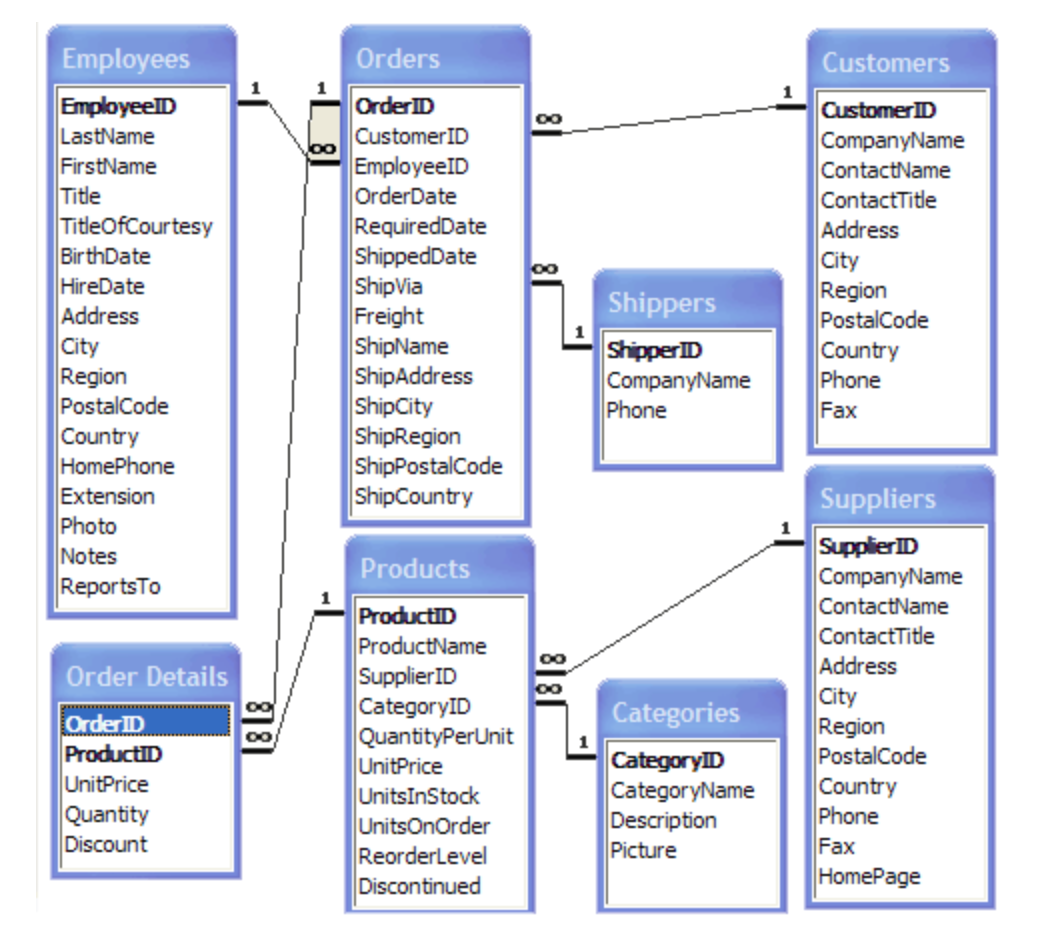 Employees
EmployeeID
LastName
FirstName
Title
TitleOfCourtesy
BirthDate
HireDate
Address
City
Region
PostalCode
Country
HomePhone
Extension
Photo
Notes
ReportsTo
1
1
∞
Orders
OrderID
CustomerID
EmployeeID
OrderDate
RequiredDate
ShippedDate
ShipVia
Freight
ShipName
ShipAddress
ShipCity
ShipRegion
ShipPostalCode
ShipCountry
∞
1
∞
1
Customers
CustomerID
CompanyName
ContactName
ContactTitle
Address
City
Region
PostalCode
Country
Phone
Fax
Shippers
ShipperID
CompanyName
Phone
Order Details
OrderID
ProductID
UnitPrice
Quantity
Discount
∞
∞
1
Products
ProductID
ProductName
SupplierID
CategoryID
QuantityPerUnit
UnitPrice
UnitsInStock
UnitsOnOrder
ReorderLevel
Discontinued
∞
∞
1
1
Categories
CategoryID
CategoryName
Description
Picture
Suppliers
SupplierID
CompanyName
ContactName
ContactTitle
Address
City
Region
PostalCode
Country
Phone
Fax
HomePage